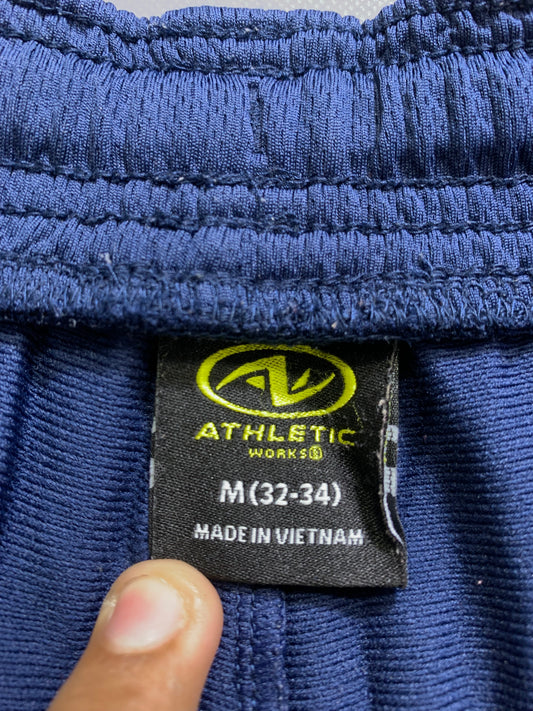 ATHLETIC
WORKS®
M (32-34)
MADE IN VIETNAM